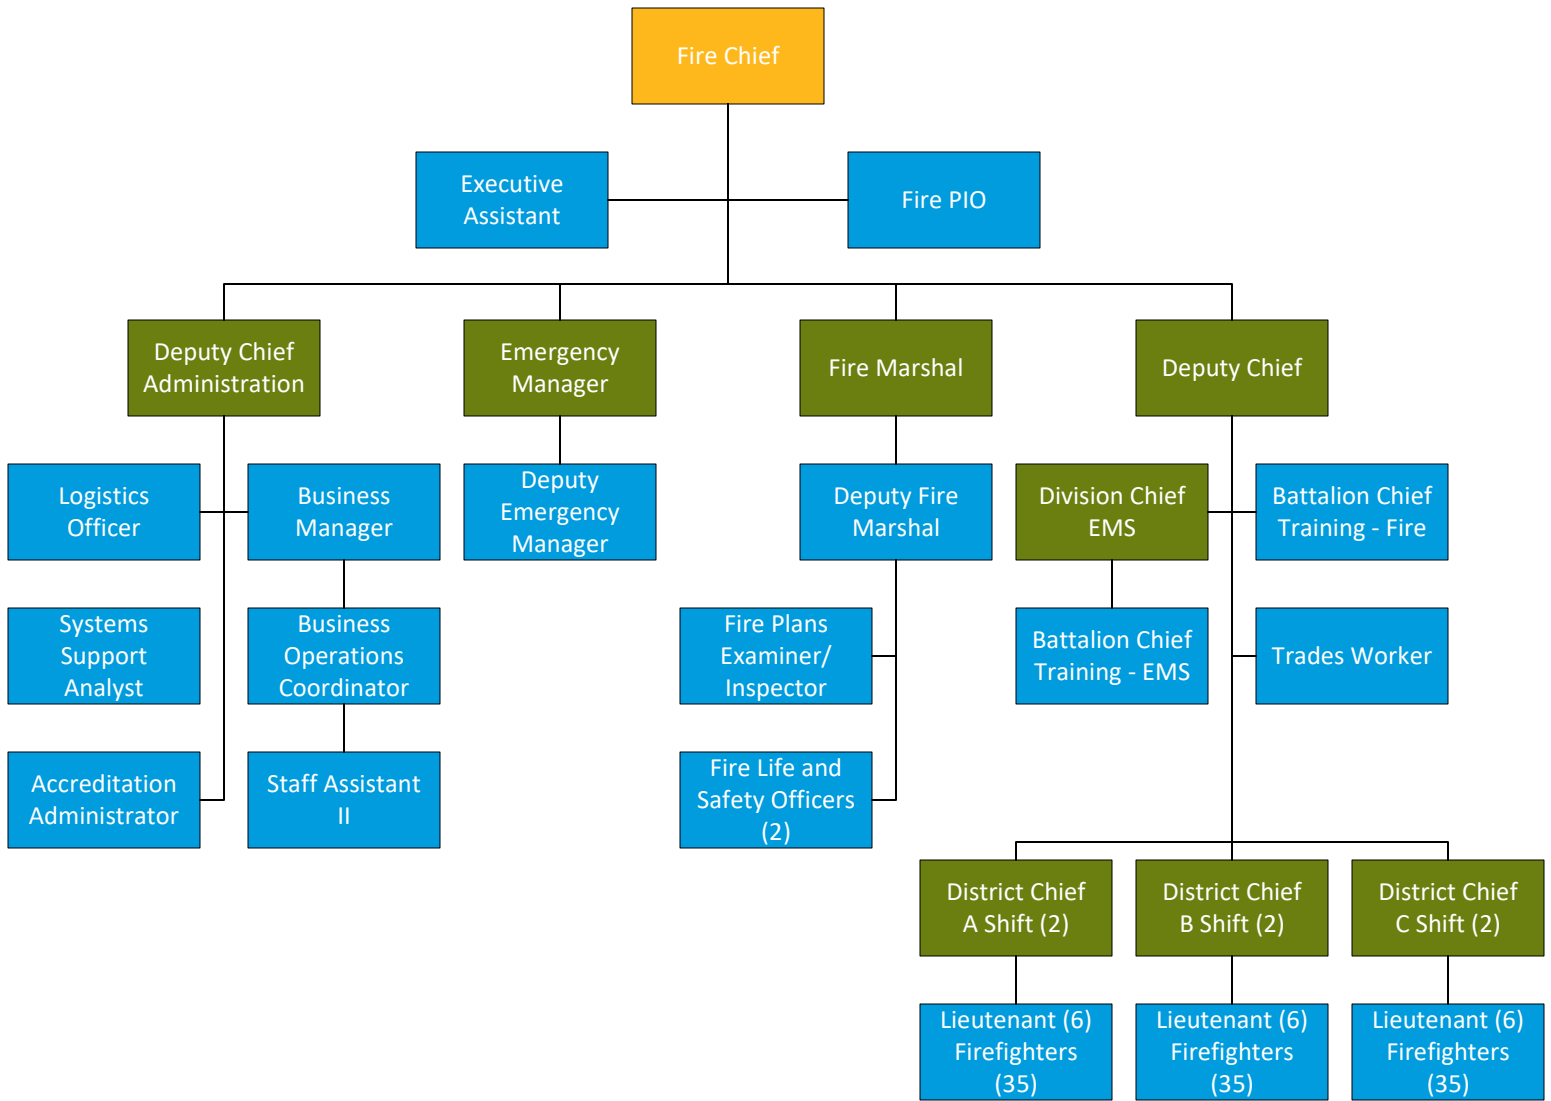 Fire Chief
Executive
Assistant
Fire PIO
Deputy Chief
Administration
Emergency
Manager
Fire Marshal
Deputy Chief
Logistics
Officer
Business
Manager
Deputy
Emergency
Manager
Deputy Fire
Marshal
Division Chief
EMS
Battalion Chief
Training - Fire
Systems
Support
Analyst
Business
Operations
Coordinator
Fire Plans
Examiner/
Inspector
Battalion Chief
Training - EMS
Trades Worker
Accreditation
Administrator
Staff Assistant
II
Fire Life and
Safety Officers
(2)
District Chief
A Shift (2)
District Chief
B Shift (2)
District Chief
C Shift (2)
Lieutenant (6)
Firefighters
(35)
Lieutenant (6)
Firefighters
(35)
Lieutenant (6)
Firefighters
(35)